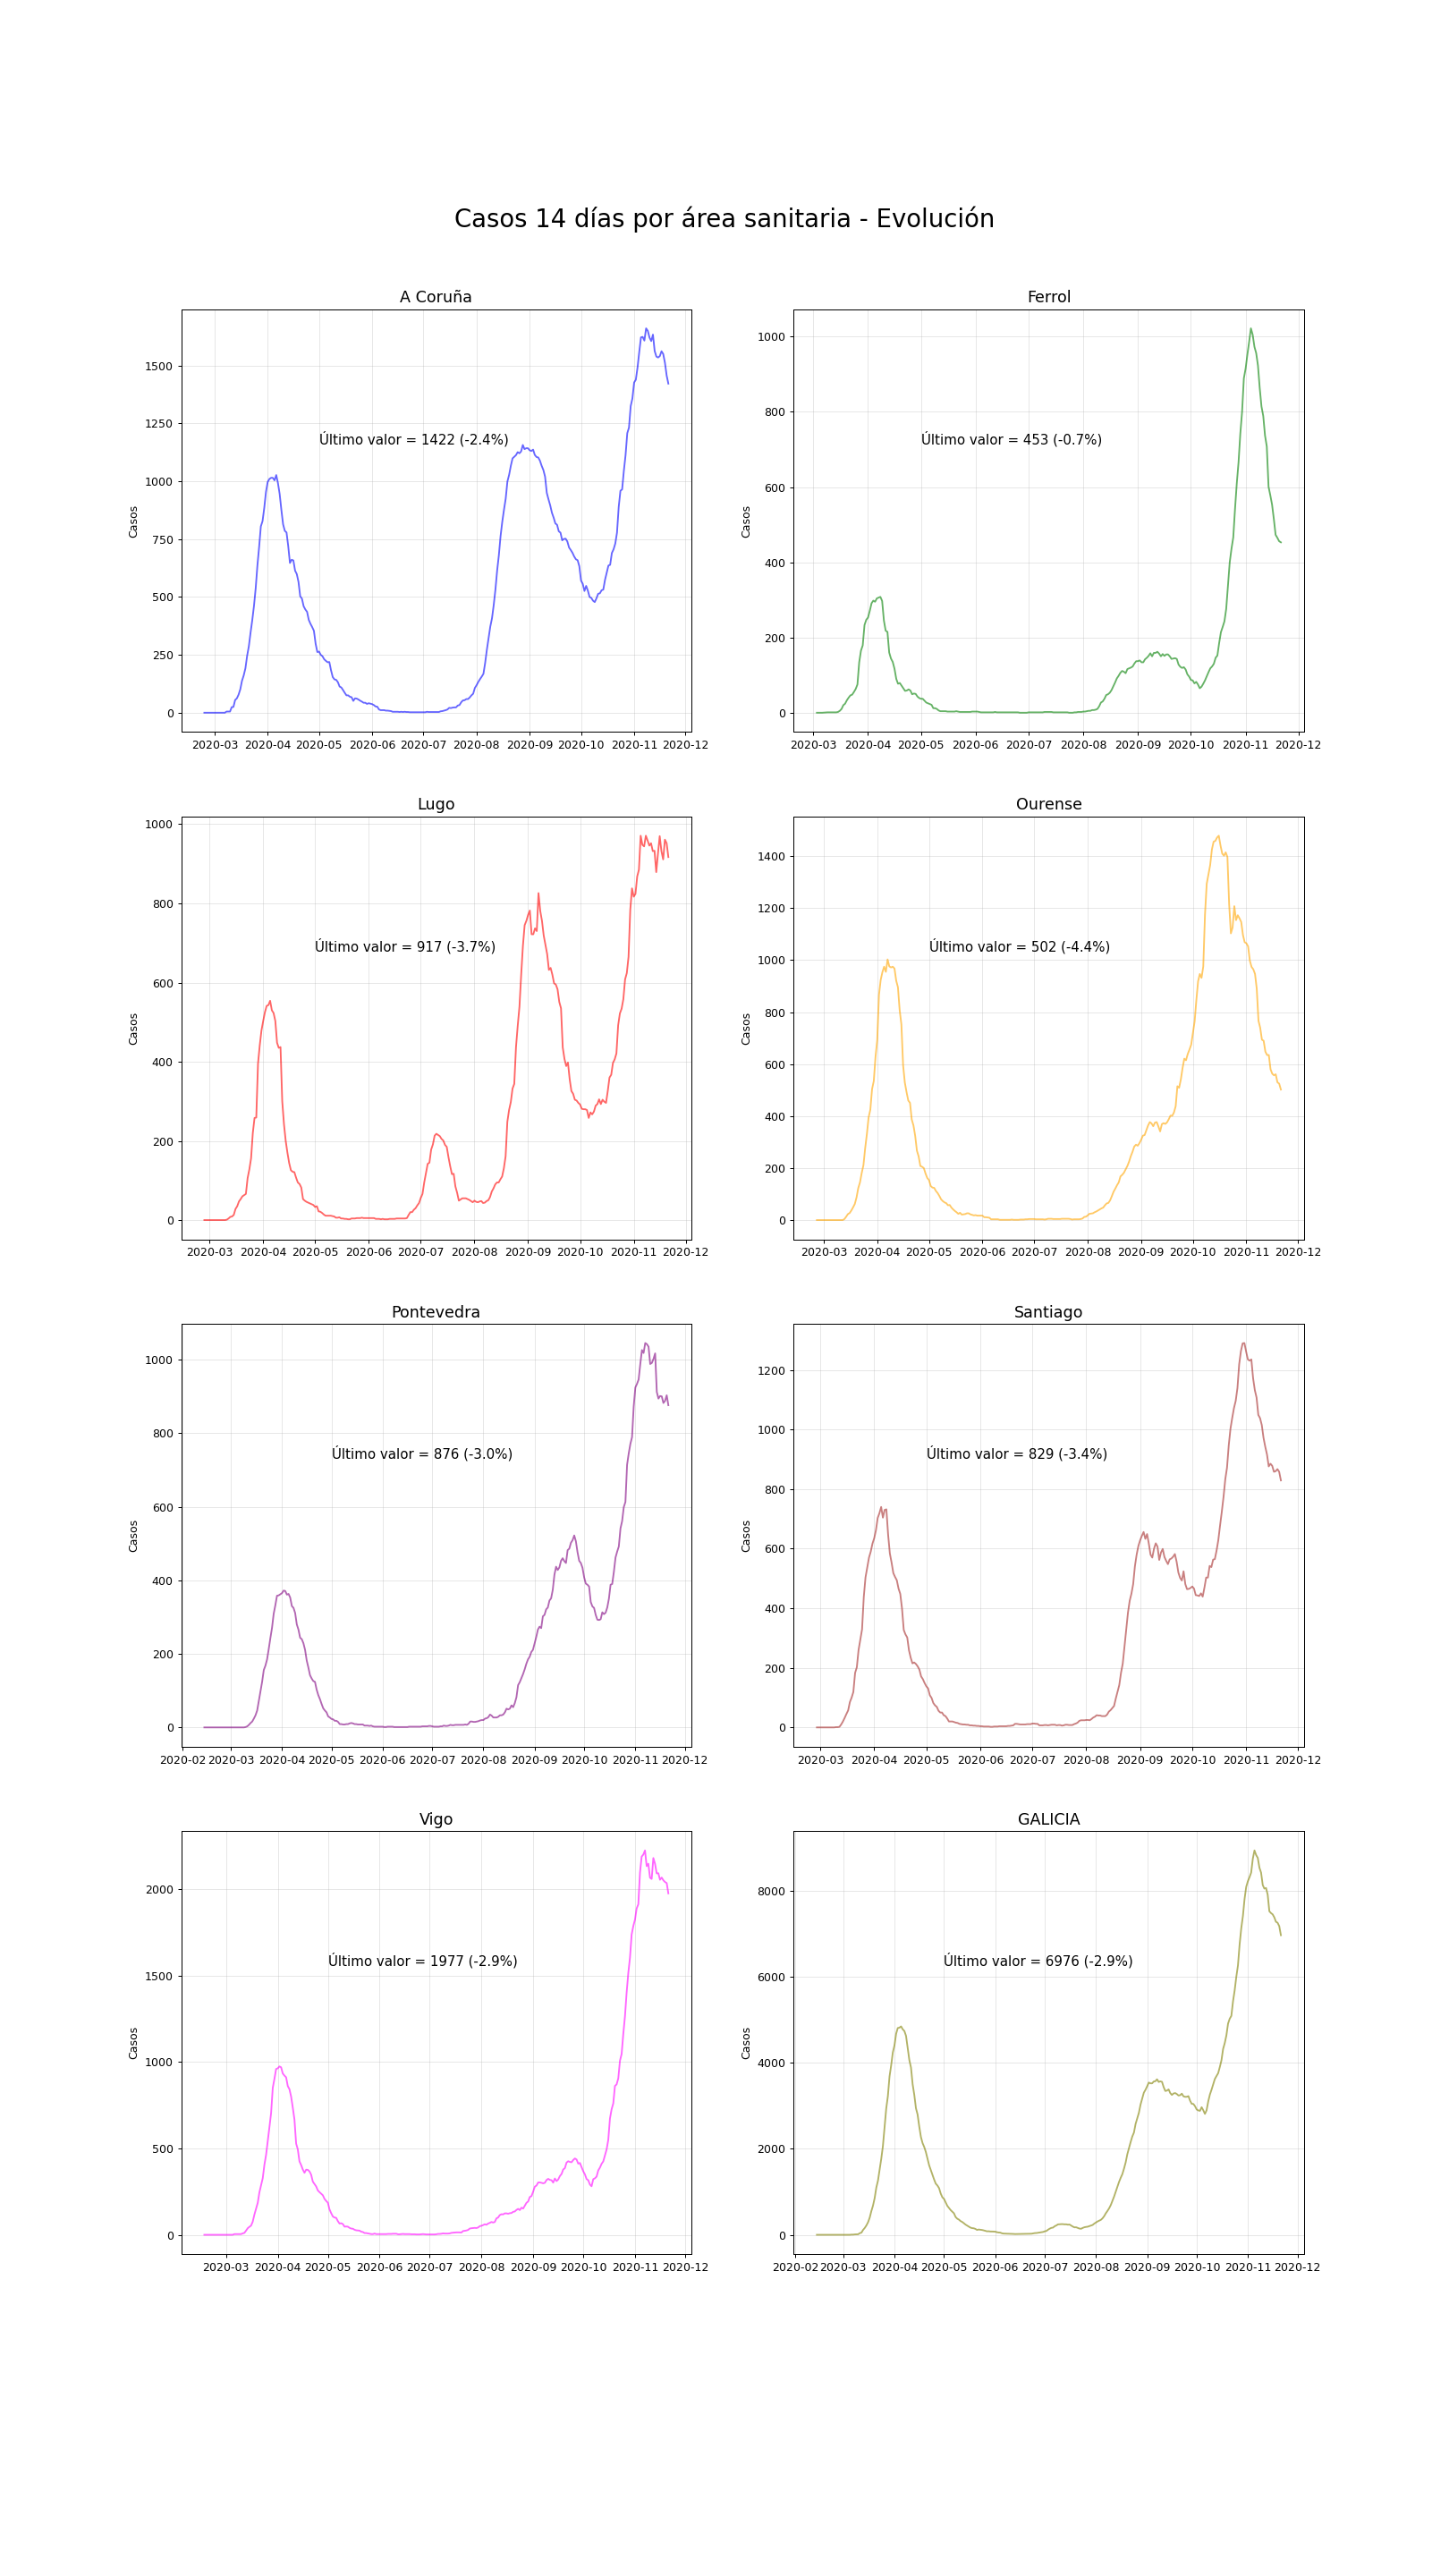 Casos 14 días por área sanitaria - Evolución
A Coruña
Casos
1500
1250
1000
750
500
250
0
Último valor = 1422 (-2.4%)
2020-03 2020-04 2020-05 2020-06 2020-07 2020-08 2020-09 2020-10 2020-11 2020-12
Ferrol
Casos
1000
800
600
400
200
0
Último valor = 453 (-0.7%)
2020-03 2020-04 2020-05 2020-06 2020-07 2020-08 2020-09 2020-10 2020-11 2020-12
Lugo
Casos
1000
800
600
400
200
0
Último valor = 917 (-3.7%)
2020-03 2020-04 2020-05 2020-06 2020-07 2020-08 2020-09 2020-10 2020-11 2020-12
Ourense
Casos
1400
1200
1000
800
600
400
200
0
Último valor = 502 (-4.4%)
2020-03 2020-04 2020-05 2020-06 2020-07 2020-08 2020-09 2020-10 2020-11 2020-12
Pontevedra
Casos
1000
800
600
400
200
0
Último valor = 876 (-3.0%)
2020-02 2020-03 2020-04 2020-05 2020-06 2020-07 2020-08 2020-09 2020-10 2020-11 2020-12
Santiago
Casos
1200
1000
800
600
400
200
0
Último valor = 829 (-3.4%)
2020-03 2020-04 2020-05 2020-06 2020-07 2020-08 2020-09 2020-10 2020-11 2020-12
Vigo
Casos
2000
1500
1000
500
0
Último valor = 1977 (-2.9%)
2020-03 2020-04 2020-05 2020-06 2020-07 2020-08 2020-09 2020-10 2020-11 2020-12
GALICIA
Casos
8000
6000
4000
2000
0
Último valor = 6976 (-2.9%)
2020-02 2020-03 2020-04 2020-05 2020-06 2020-07 2020-08 2020-09 2020-10 2020-11 2020-12